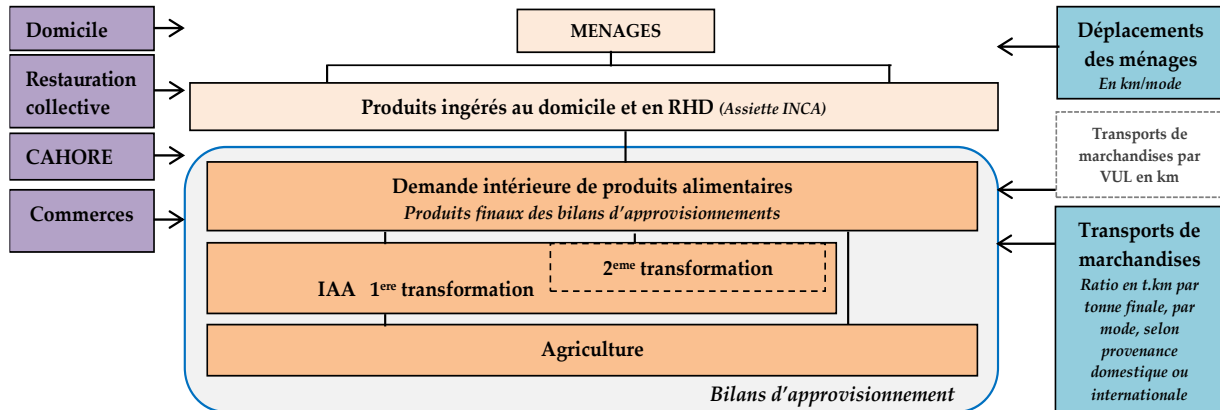 Domicile
Restauration
collective
CAHORE
Commerces
MENAGES
Produits ingérés au domicile et en RHD (Assiette INCA)
Demande intérieure de produits alimentaires
Produits finaux des bilans d'approvisionnements
2eme transformation
IAA 1ere transformation
Agriculture
Bilans d'approvisionnement
Déplacements
des ménages
En km/mode
Transports de
marchandises par
VUL en km
Transports de
marchandises
Ratio en t.km par
tonne finale, par
mode, selon
provenance
domestique ou
internationale